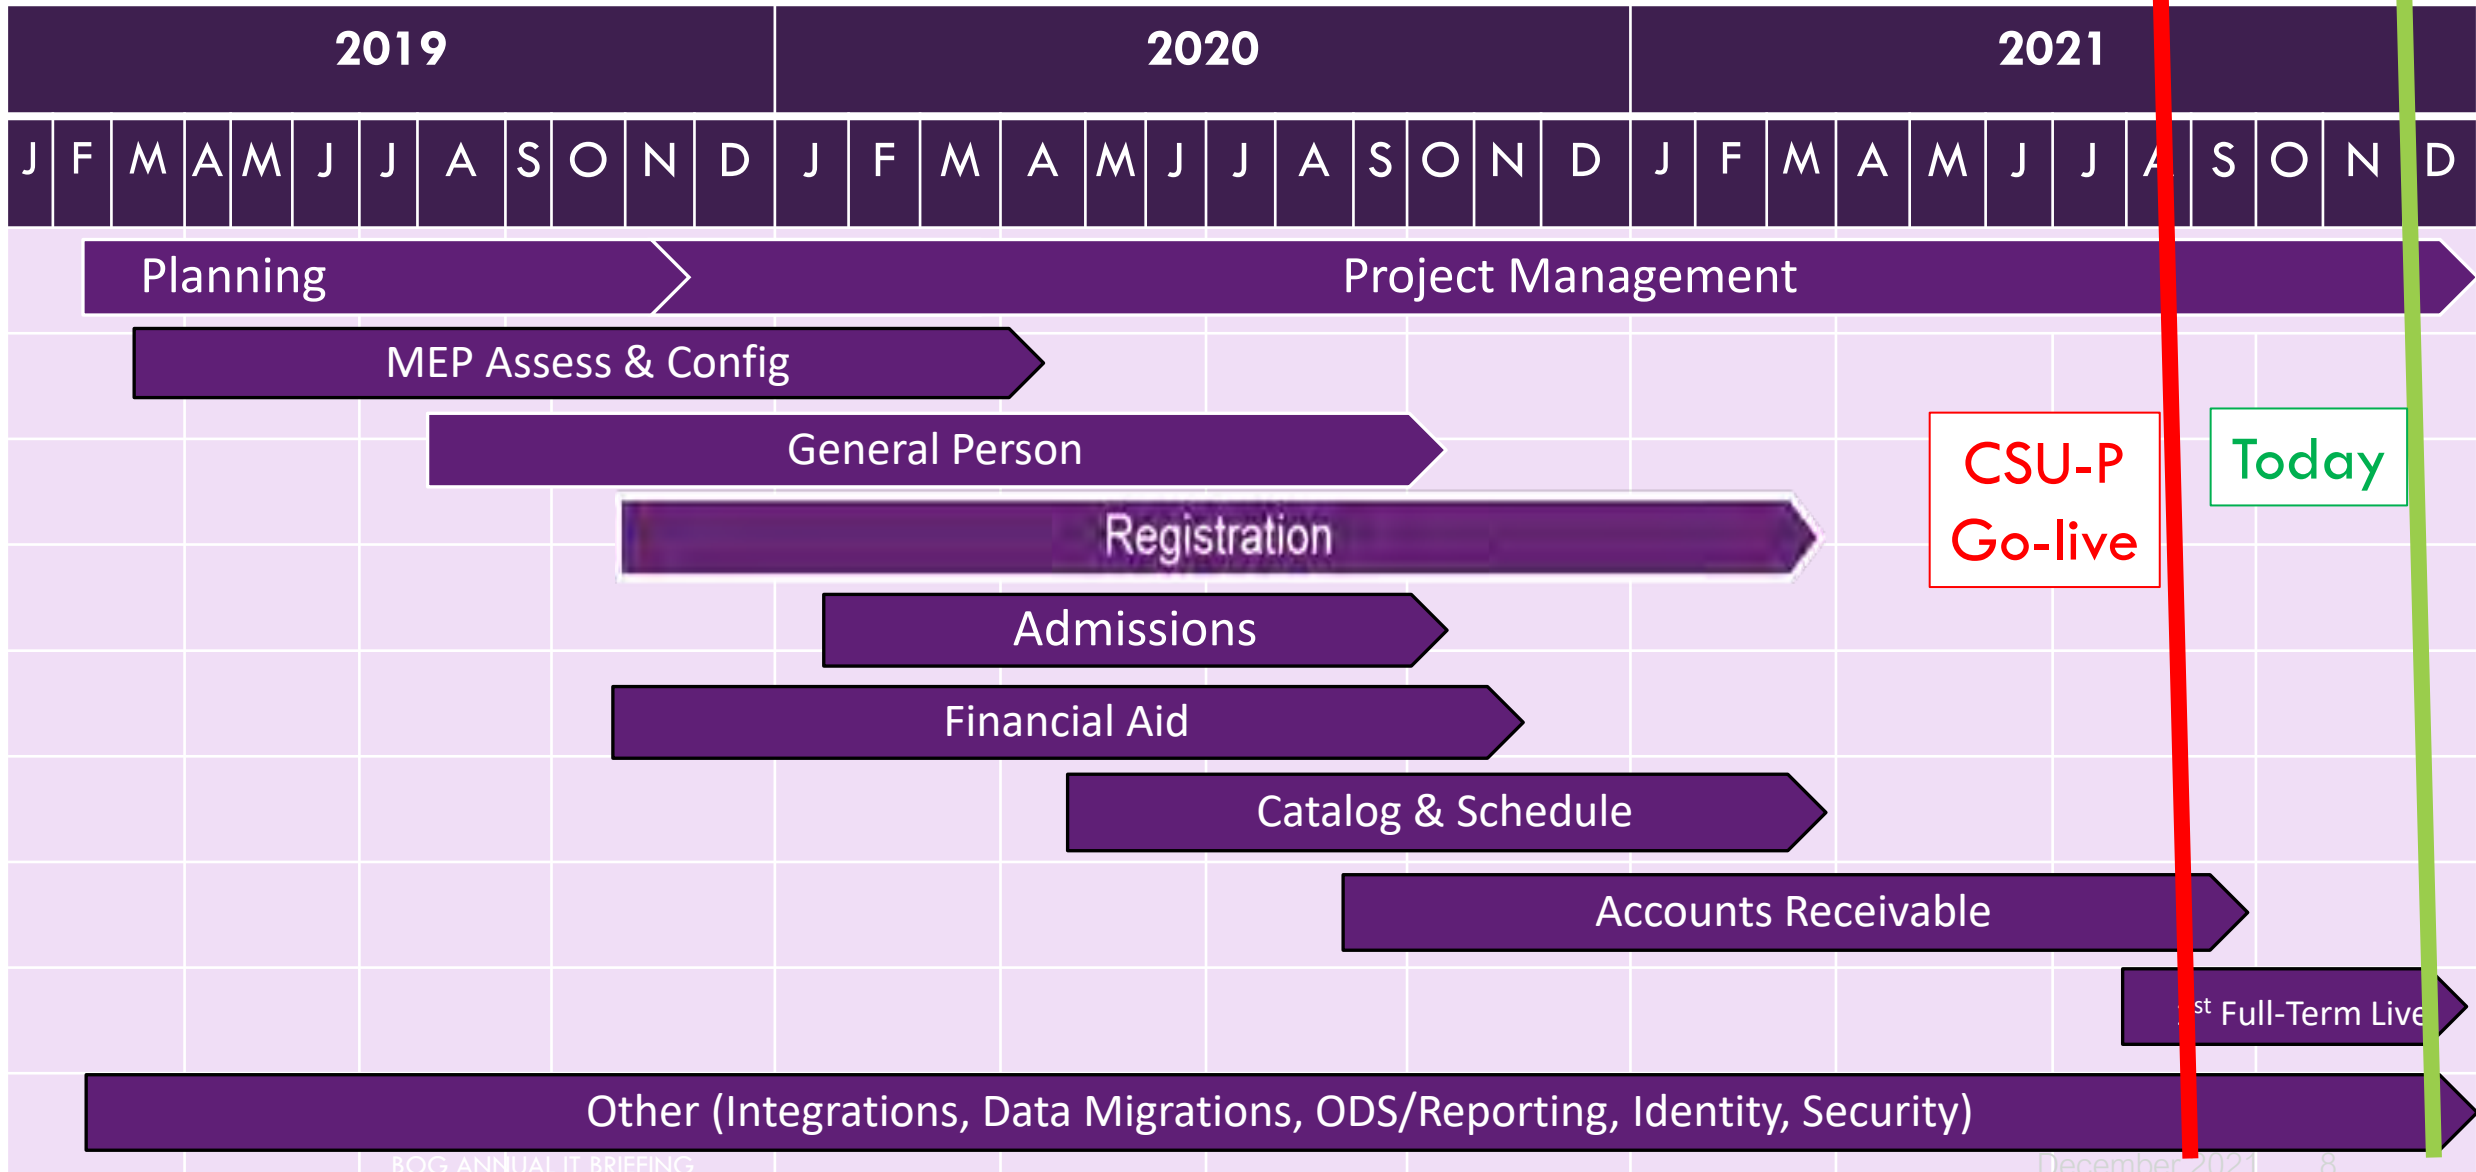 2019 2020 2021
J F M A M J J A S O N D J F M A M J J A S O N D J F M A M J J A S O N D
Planning Project Management
MEP Assess & Config
General Person
CSU-P
Go-live
Today
Registration
Admissions
Financial Aid
Catalog & Schedule
Accounts Receivable
st Full-Term Live
Other (Integrations, Data Migrations, ODS/Reporting, Identity, Security)
BOG ANNUAL IT BRIEFING December 2021 8